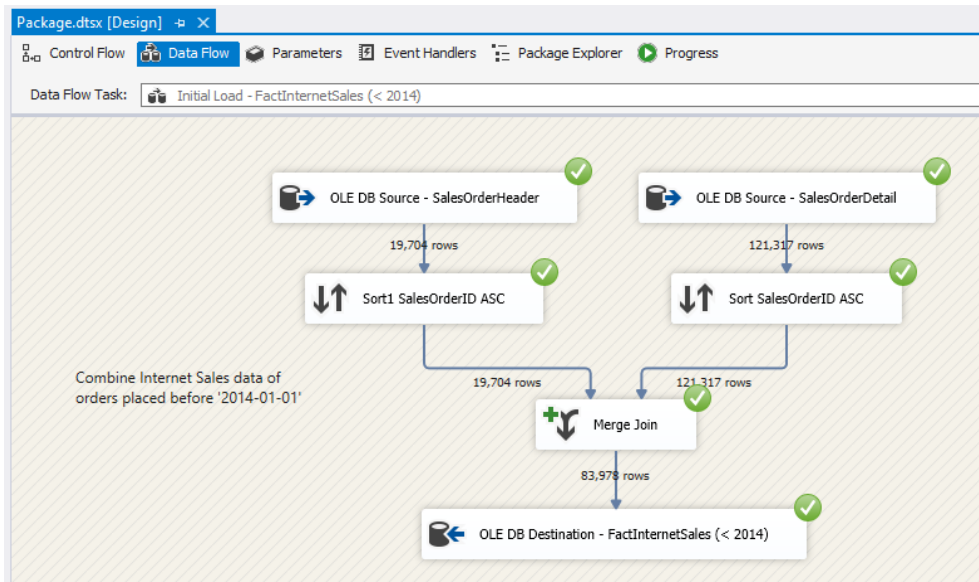 Package.dtsx [Design]
Control Flow Data Flow Parameters Event Handlers Package Explorer Progress
Data Flow Task: Initial Load - FactInternetSales (< 2014)
OLE DB Source - SalesOrderHeader OLE DB Source - SalesOrderDetail
19,704 rows 121,317 rows
Sort1 SalesOrderID ASC Sort SalesOrderID ASC
Combine Internet Sales data of
orders placed before '2014-01-01'
19,704 rows 121,317 rows
Merge Join
83,978 rows
OLE DB Destination - FactInternetSales (< 2014)